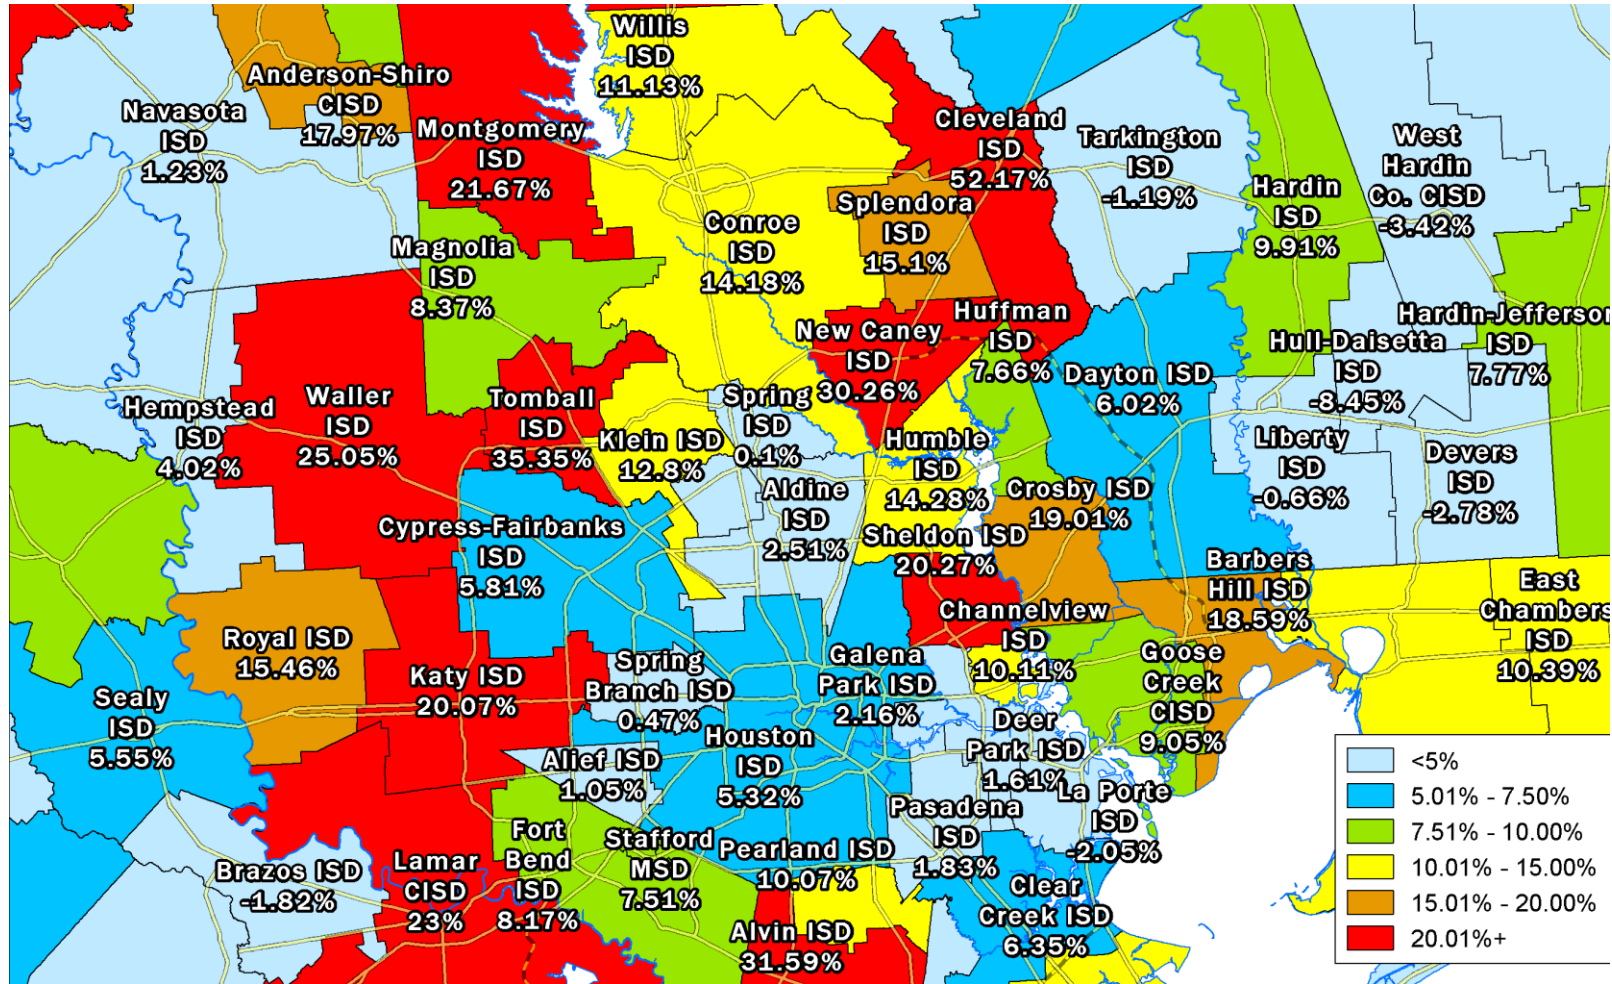 Willis
ISD
11.13%
Anderson-Shiro
CISD
17.97%
Navasota
ISD
1.23%
Montgomery
ISD
21.67%
Cleveland
ISD
52.17%
Tarkington
ISD
-1.19%
West
Hardin
Co. CISD
-3.42%
Hardin
ISD
9.91%
Splendora
ISD
15.1%
Conroe
ISD
14.18%
Magnolia
ISD
8.37%
New Caney
ISD
30.26%
Huffman
ISD
7.66%
Hardin-Jefferson
ISD
7.77%
Hull-Daisetta
ISD
-8.45%
Dayton ISD
6.02%
Hempstead
ISD
4.02%
Waller
ISD
25.05%
Tomball
ISD
35.35%
Spring
ISD
0.1%
Klein ISD
12.8%
Humble
ISD
14.28%
Liberty
ISD
-0.66%
Devers
ISD
-2.78%
Aldine
ISD
2.51%
Crosby ISD
19.01%
Cypress-Fairbanks
ISD
5.81%
Sheldon ISD
20.27%
Barbers
Hill ISD
18.59%
East
Chambers
ISD
10.39%
Channelview
ISD
10.11%
Royal ISD
15.46%
Katy ISD
20.07%
Spring
Branch ISD
0.47%
Galena
Park ISD
2.16%
Goose
Creek
CISD
9.05%
Sealy
ISD
5.55%
Houston
ISD
5.32%
Deer
Park ISD
1.61%
Alief ISD
1.05%
La Porte
ISD
-2.05%
Pasadena
ISD
1.83%
Fort
Bend
ISD
8.17%
Stafford
MSD
7.51%
Pearland ISD
10.07%
Brazos ISD
-1.82%
Lamar
CISD
23%
Clear
Creek ISD
6.35%
Alvin ISD
31.59%
<5%
5.01% - 7.50%
7.51% - 10.00%
10.01% - 15.00%
15.01% - 20.00%
20.01%+